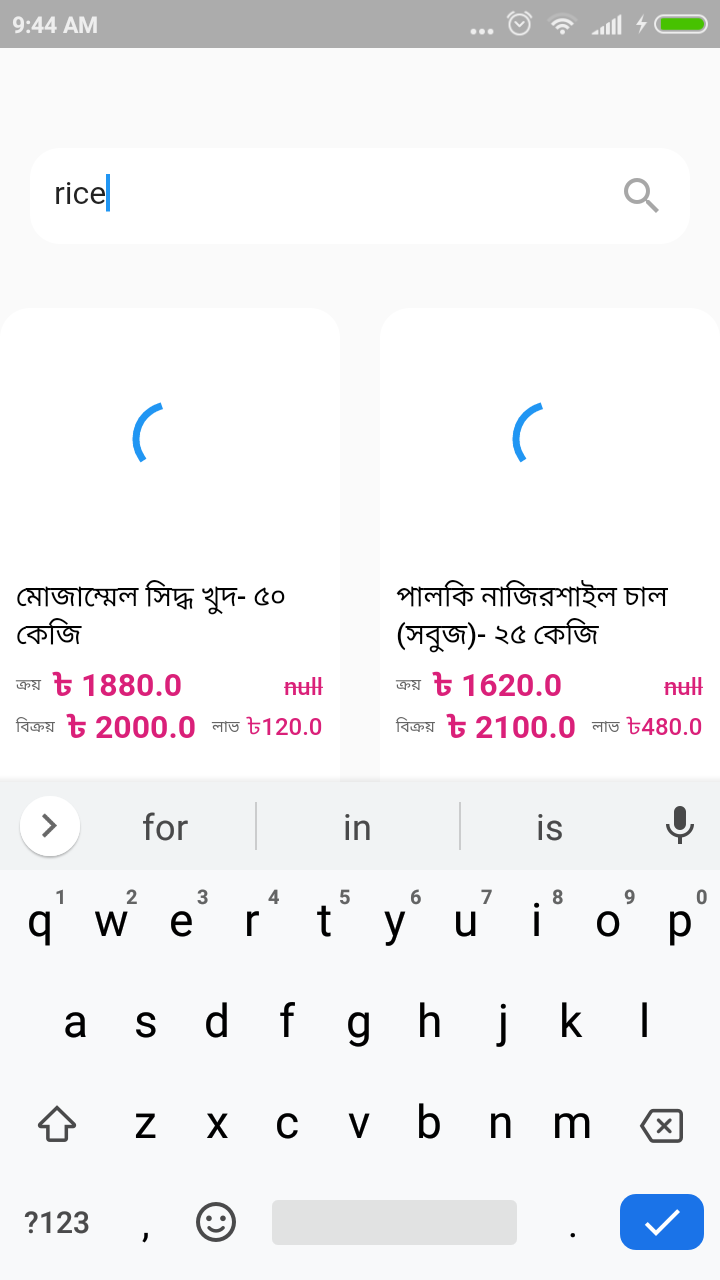 9:44 AM
rice
মোজাম্মেল সিদ্ধ খুদ- ৫০
কেজি
ক্রয় ৳ 1880.0 null
বিক্রয় ৳ 2000.0 লাভ ৳120.0
পালকি নাজিরশাইল চাল
(সবুজ)- ২৫ কেজি
ক্রয় ৳ 1620.0 null
বিক্রয় ৳ 2100.0 লাভ ৳480.0
for in is
1 2 3 4 5 6 7 8 9 0
q w e r t y u i o p
a s d f g h j k l
z x c v b n m
?123 , .